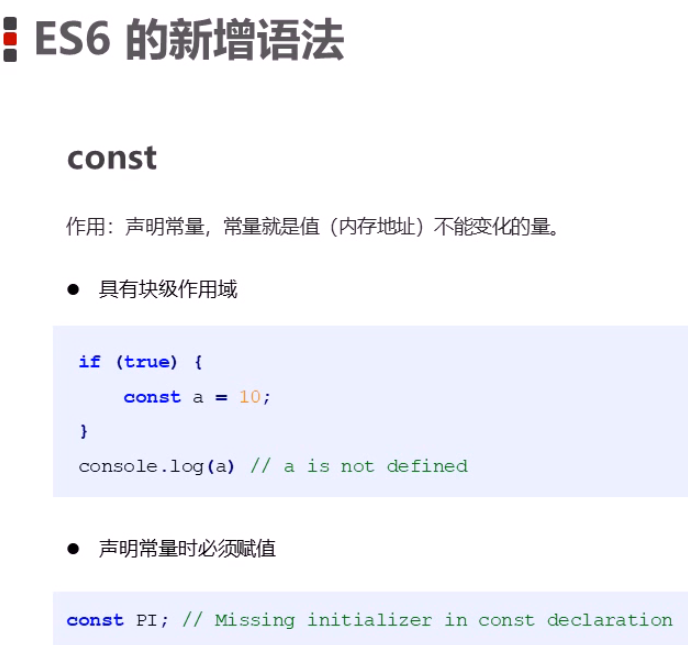 ES6 的新增语法
const
作用：声明常量，常量就是值（内存地址）不能变化的量。
● 具有块级作用域
if (true) {
    const a = 10;
}
console.log(a) // a is not defined
● 声明常量时必须赋值
const PI; // Missing initializer in const declaration